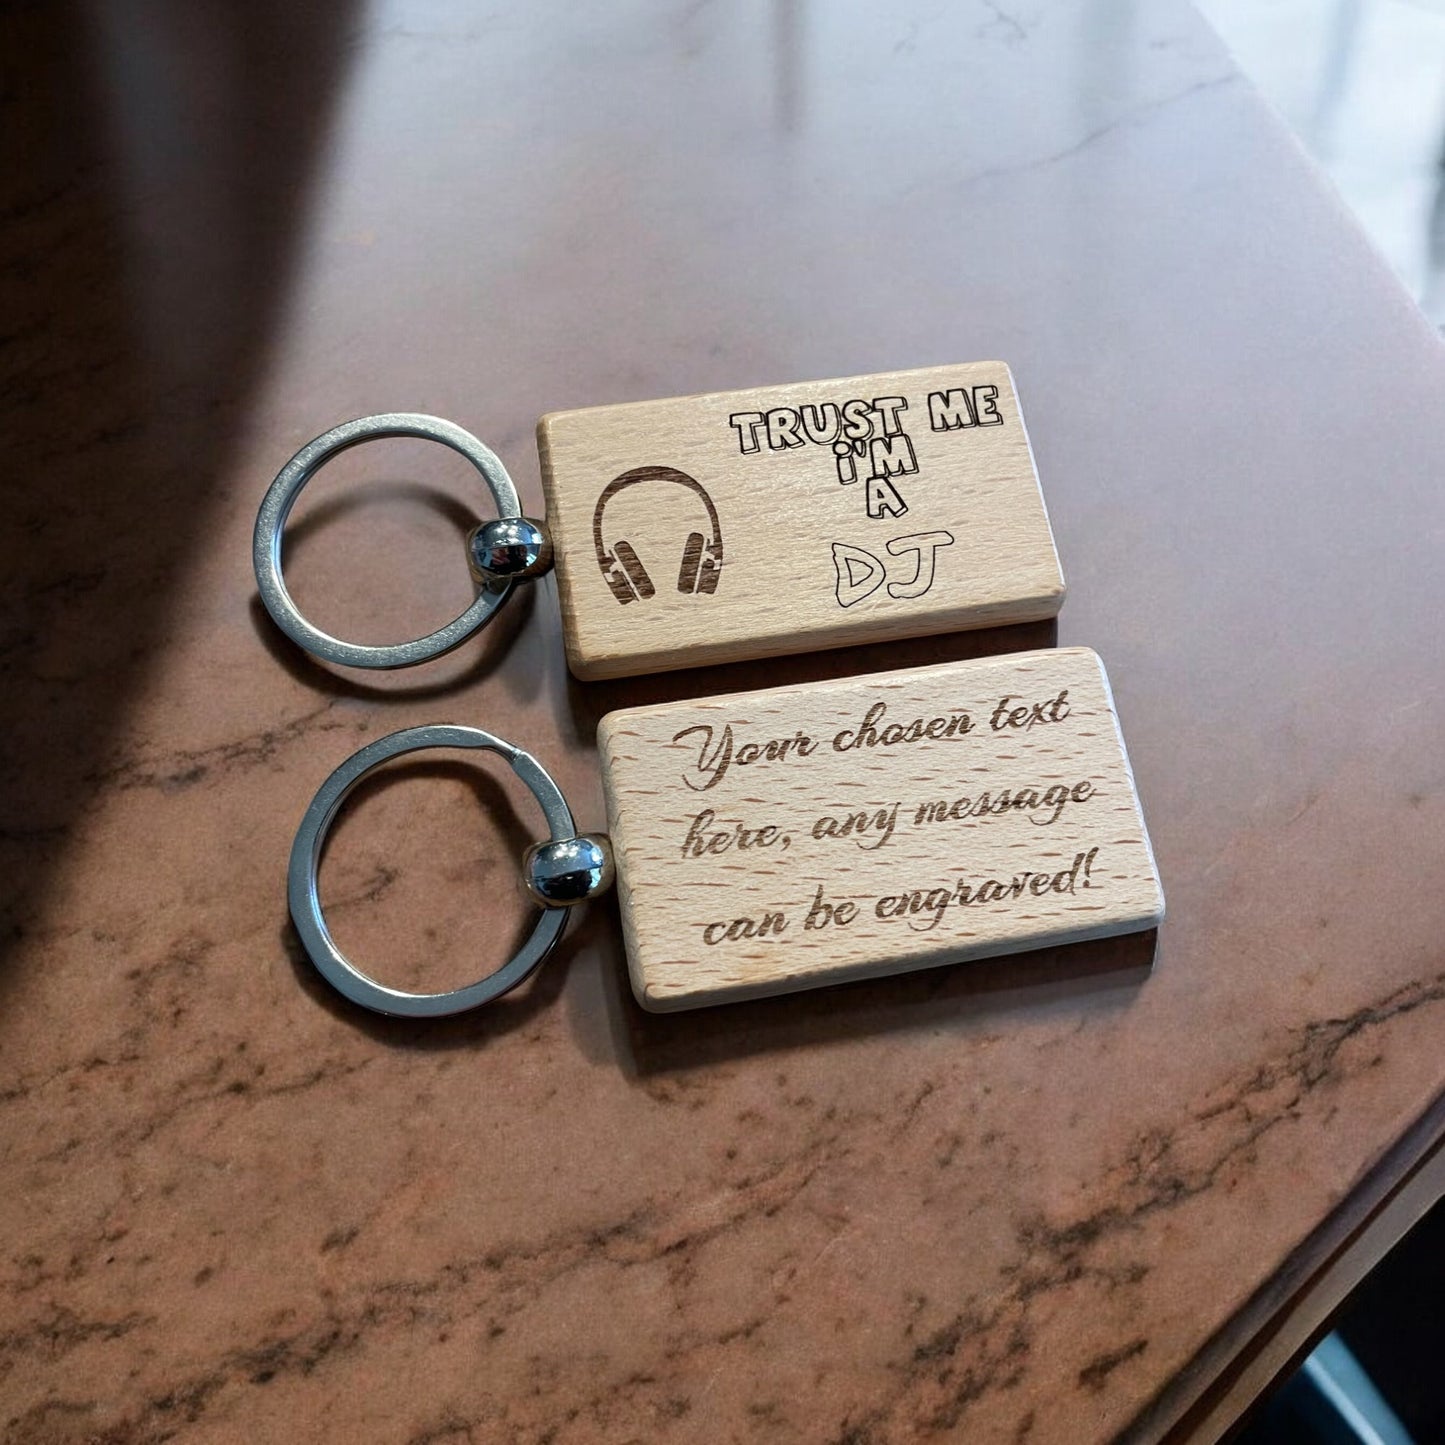 TRUST ME
i'M
A
DJ
Your chosen text
here, any message
can be engraved!